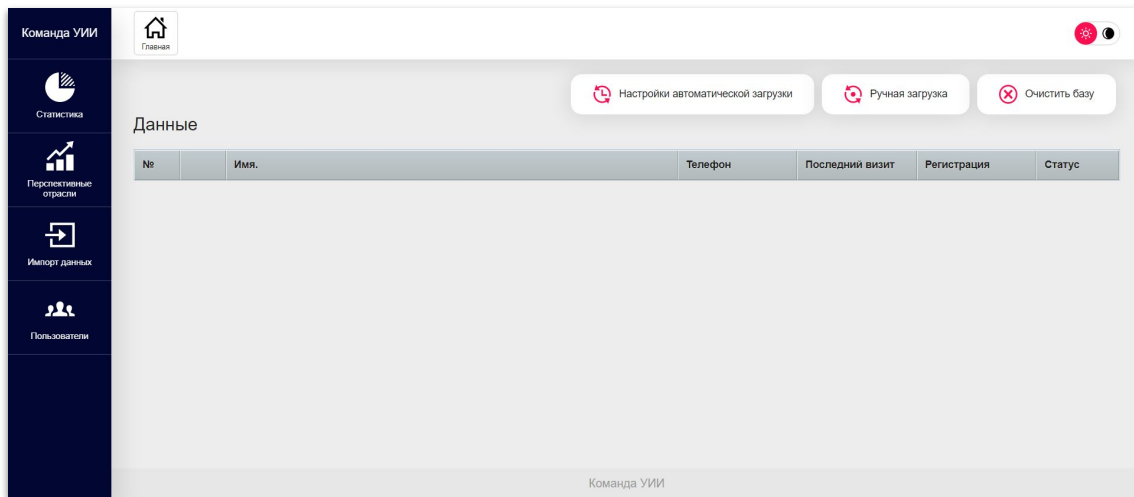 Команда УИИ
Главная
Статистика
Настройки автоматической загрузки
Ручная загрузка
Очистить базу
Данные
№ Имя. Телефон Последний визит Регистрация Статус
Перспективные
отрасли
Импорт данных
Пользователи
Команда УИИ